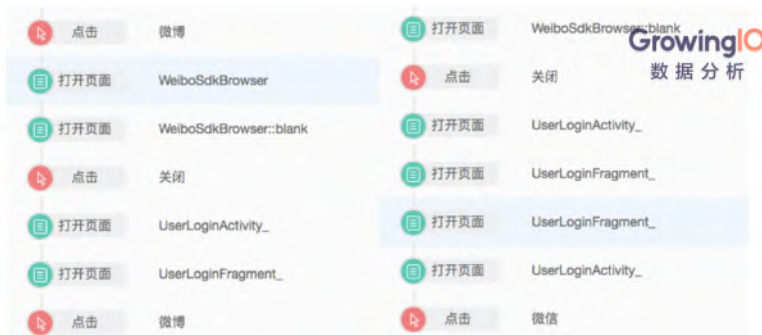 点击 微博
打开页面 WeiboSdkBrowser
打开页面 WeiboSdkBrowser::blank
点击 关闭
打开页面 UserLoginActivity_
打开页面 UserLoginFragment_
点击 微博
打开页面 WeiboSdkBrowser::blank
GrowingIO
数据分析
点击 关闭
打开页面 UserLoginActivity_
打开页面 UserLoginFragment_
打开页面 UserLoginFragment_
打开页面 UserLoginActivity_
点击 微信